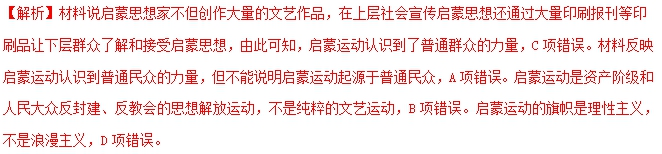 【解析】材料说启蒙思想家不但创作大量的文艺作品，在上层社会宣传启蒙思想还通过大量印刷报刊等印
刷品让下层群众了解和接受启蒙思想，由此可知，启蒙运动认识到了普通群众的力量，C 项错误。材料反映
启蒙运动认识到普通民众的力量，但不能说明启蒙运动起源于普通民众，A 项错误。启蒙运动是资产阶级和
人民大众反封建、反教会的思想解放运动，不是纯粹的文艺运动，B 项错误。启蒙运动的旗帜是理性主义，
不是浪漫主义，D 项错误。